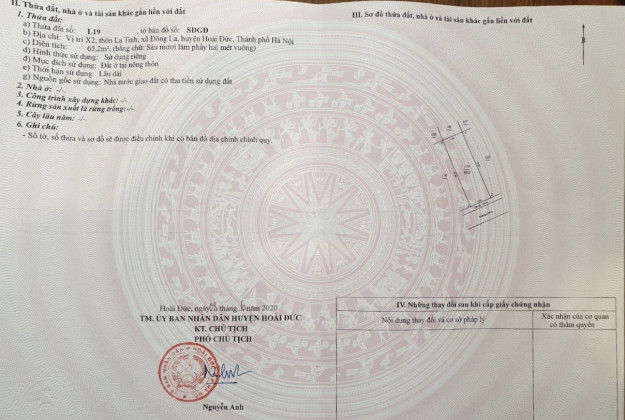 II. Thửa đất, nhà ở và tài sản khác gắn liền với đất
1. Thửa đất:
a) Thửa đất số: L19 , tờ bản đồ số: SĐGĐ
b) Địa chỉ: Vị trí X2, thôn La Tinh, xã Đông La, huyện Hoài Đức, Thành phố Hà Nội
c) Diện tích: 65,2m², (bằng chữ: Sáu mươi lăm phẩy hai mét vuông)
d) Hình thức sử dụng: Sử dụng riêng
đ) Mục đích sử dụng: Đất ở tại nông thôn
e) Thời hạn sử dụng: Lâu dài
g) Nguồn gốc sử dụng: Nhà nước giao đất có thu tiền sử dụng đất
2. Nhà ở: -/-
3. Công trình xây dựng khác: -/-
4. Rừng sản xuất là rừng trồng: -/-
5. Cây lâu năm: -/-
6. Ghi chú:
- Số tờ, số thửa và sơ đồ sẽ được điều chỉnh khi có bản đồ địa chính chính quy.
III. Sơ đồ thửa đất, nhà ở và tài sản khác gắn liền với đất
Hoài Đức, ngày tháng năm 2020
TM. ỦY BAN NHÂN DÂN HUYỆN HOÀI ĐỨC
KT. CHỦ TỊCH
PHÓ CHỦ TỊCH
Nguyễn Anh
IV. Những thay đổi sau khi cấp giấy chứng nhận
Nội dung thay đổi và cơ sở pháp lý
Xác nhận của cơ quan
có thẩm quyền